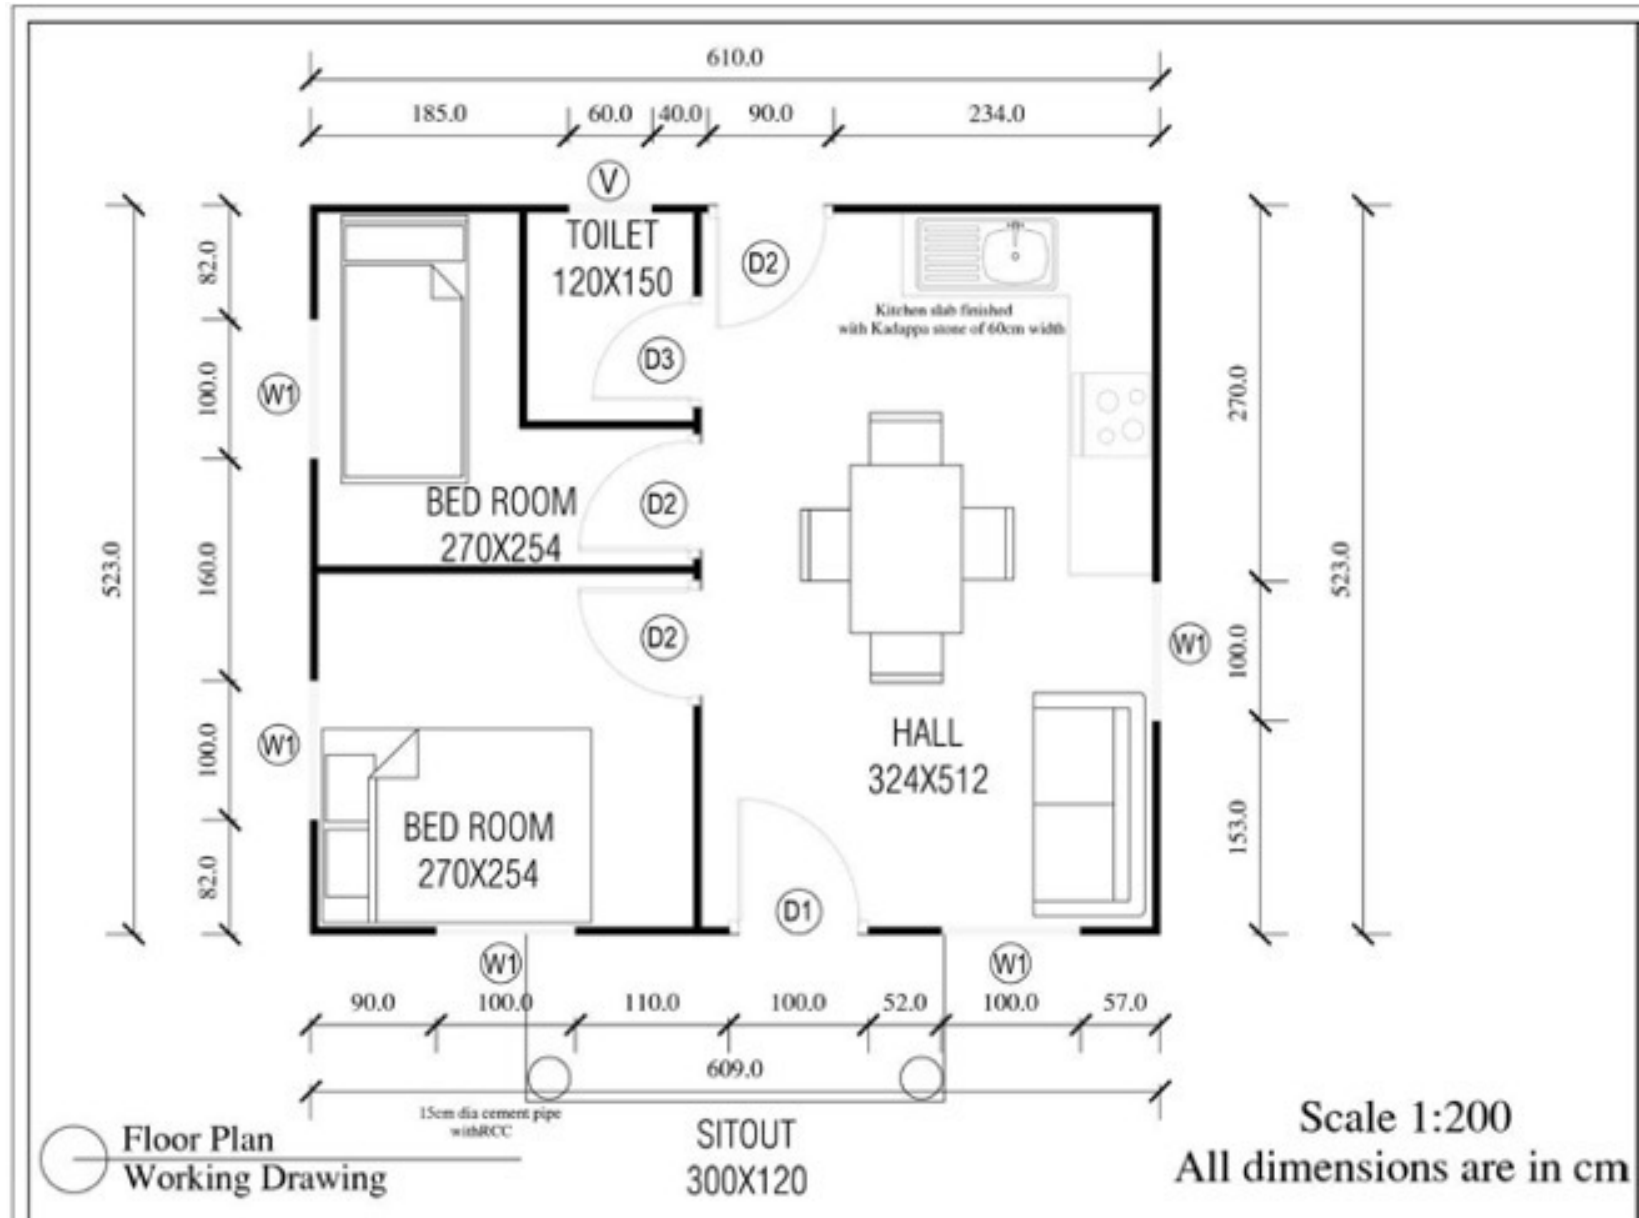 610.0
185.0 60.0 40.0 90.0 234.0
V
TOILET
120X150
D2
82.0
Kitchen slab finished
with Kadappa stone of 60cm width
D3
W1
100.0
270.0
BED ROOM
270X254
D2
523.0
160.0
523.0
D2
W1
100.0
HALL
324X512
W1
100.0
BED ROOM
270X254
153.0
82.0
D1
W1
W1
90.0 100.0 110.0 100.0 52.0 100.0 57.0
609.0
15cm dia cement pipe
withRCC
SITOUT
300X120
Floor Plan
Working Drawing
Scale 1:200
All dimensions are in cm